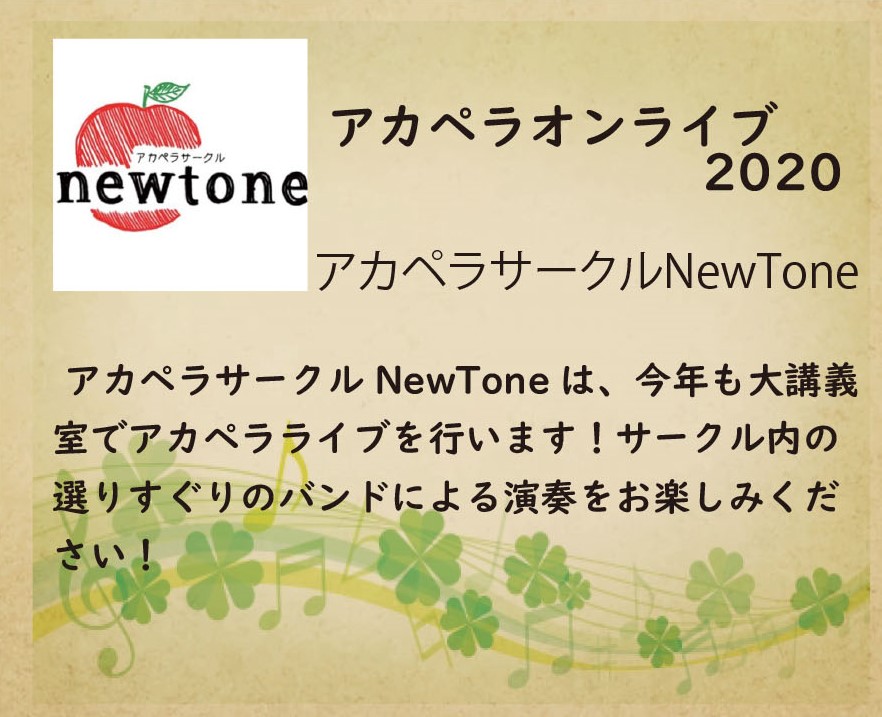 アカペラサークル
newtone
アカペラオンライブ
2020
アカペラサークルNewTone
アカペラサークル NewTone は、今年も大講義
室でアカペラライブを行います！サークル内の
選りすぐりのバンドによる演奏をお楽しみくだ
さい！